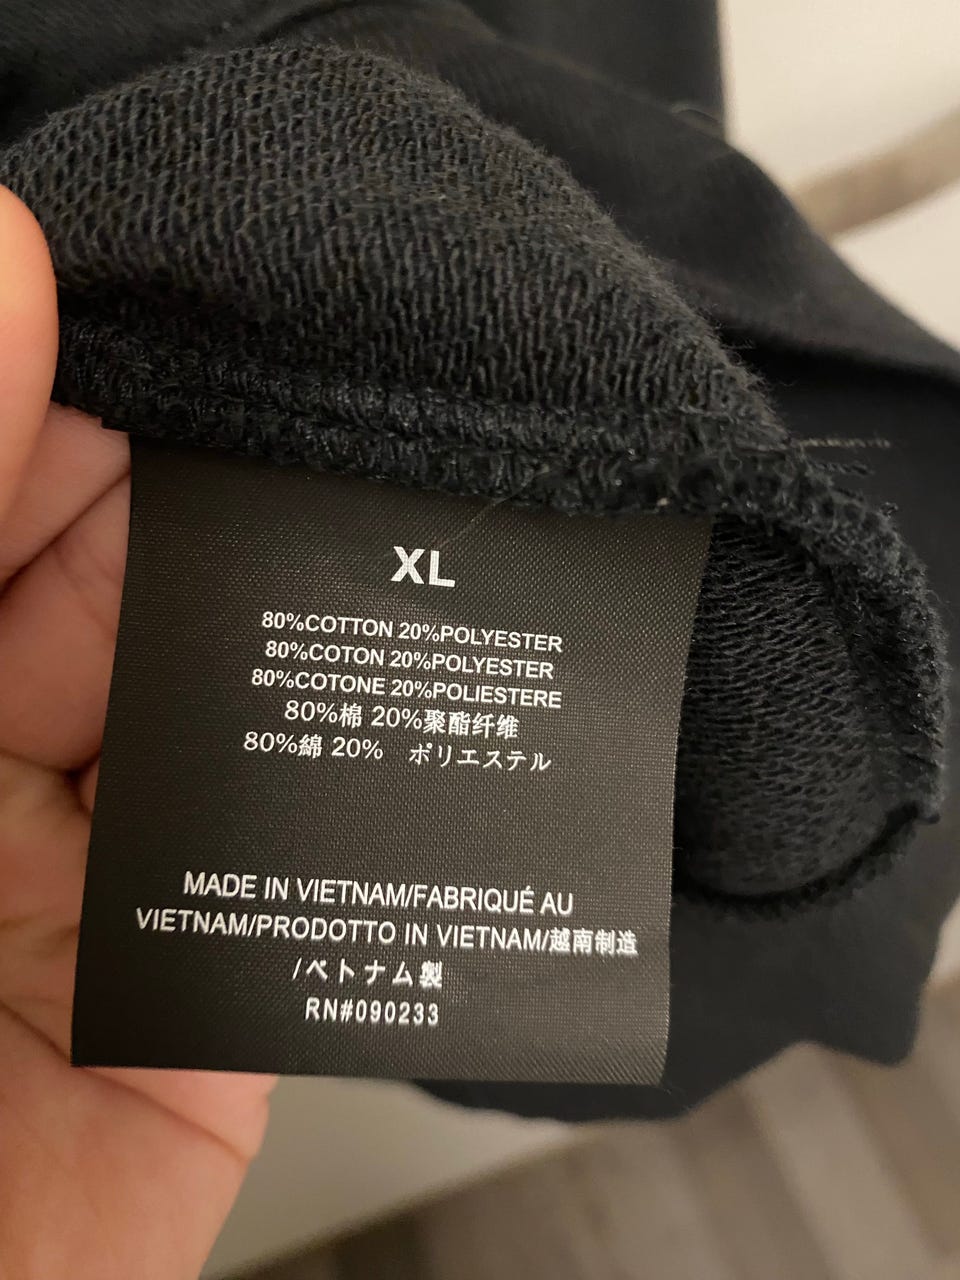 XL
80%COTTON 20%POLYESTER
80%COTON 20%POLYESTER
80%COTONE 20%POLIESTERE
80%棉 20%聚酯纤维
80%綿 20% ポリエステル
MADE IN VIETNAM/FABRIQUÉ AU
VIETNAM/PRODOTTO IN VIETNAM/越南制造
/ベトナム製
RN#090233